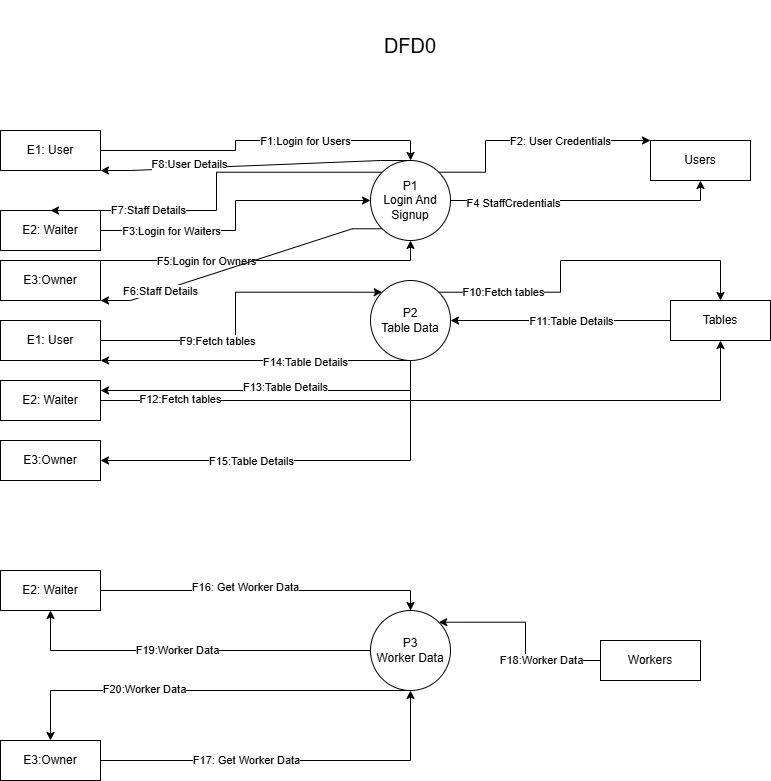 DFD0
E1: User
F1:Login for Users
F2: User Credentials
Users
F8:User Details
P1
Login And
Signup
F7:Staff Details
F4 StaffCredentials
E2: Waiter
F3:Login for Waiters
F5:Login for Owners
E3:Owner
F6:Staff Details
F10:Fetch tables
P2
Table Data
F11:Table Details
Tables
E1: User
F9:Fetch tables
F14:Table Details
F13:Table Details
E2: Waiter
F12:Fetch tables
E3:Owner
F15:Table Details
E2: Waiter
F16: Get Worker Data
P3
Worker Data
F19:Worker Data
F18:Worker Data
Workers
F20:Worker Data
E3:Owner
F17: Get Worker Data